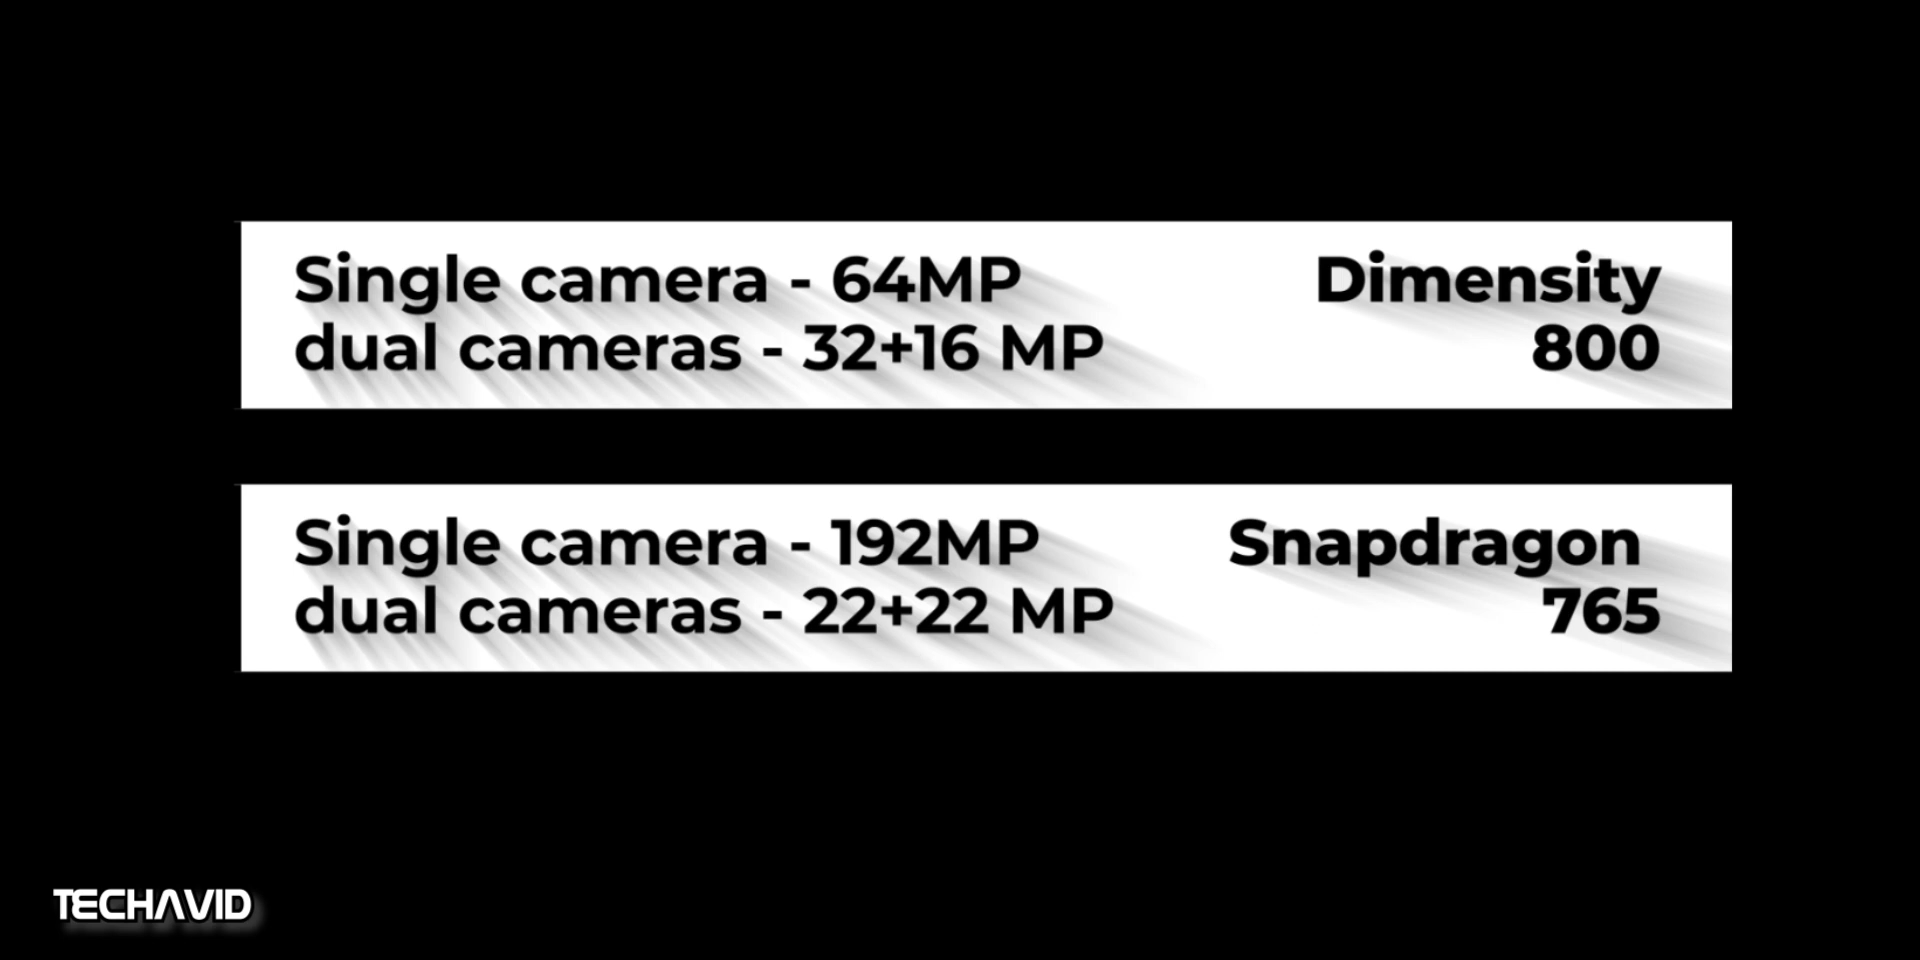 Single camera - 64MP
dual cameras - 32+16 MP
Dimensity
800
Single camera - 192MP
dual cameras - 22+22 MP
Snapdragon
765
TECHAVID